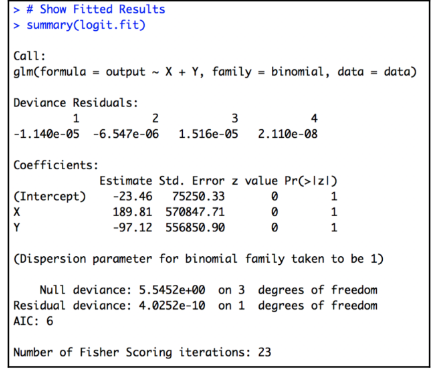 > # Show Fitted Results
> summary(logit.fit)
Call:
glm(formula = output ~ X + Y, family = binomial, data = data)
Deviance Residuals:
1 2 3 4
-1.140e-05 -6.547e-06 1.516e-05 2.110e-08
Coefficients:
Estimate Std. Error z value Pr(>|z|)
(Intercept) -23.46 75250.33 0 1
X 189.81 570847.71 0 1
Y -97.12 556850.90 0 1
(Dispersion parameter for binomial family taken to be 1)
Null deviance: 5.5452e+00 on 3 degrees of freedom
Residual deviance: 4.0252e-10 on 1 degrees of freedom
AIC: 6
Number of Fisher Scoring iterations: 23